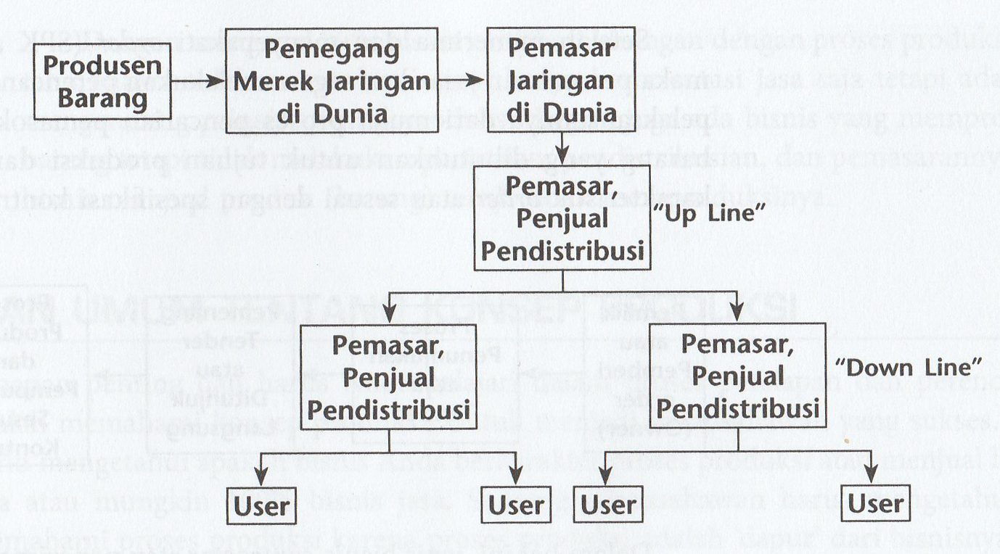 Produsen
Barang
Pemegang
Merek Jaringan
di Dunia
Pemasar
Jaringan
di Dunia
Pemasar,
Penjual
Pendistribusi
"Up Line"
Pemasar,
Penjual
Pendistribusi
Pemasar,
Penjual
Pendistribusi
"Down Line"
User
User
User
User